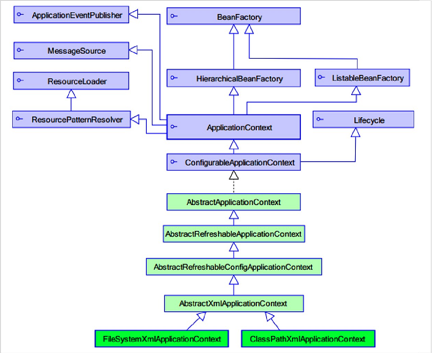 ApplicationEventPublisher
BeanFactory
MessageSource
ResourceLoader
HierarchicalBeanFactory
ListableBeanFactory
ResourcePatternResolver
ApplicationContext
Lifecycle
ConfigurableApplicationContext
AbstractApplicationContext
AbstractRefreshableApplicationContext
AbstractRefreshableConfigApplicationContext
AbstractXmlApplicationContext
FileSystemXmlApplicationContext
ClassPathXmlApplicationContext